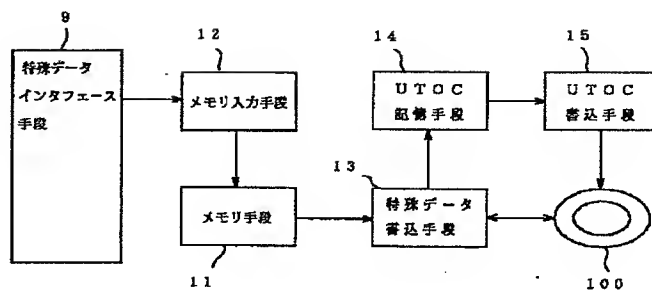 9
特殊データ
インタフェース
手段
12
メモリ入力手段
メモリ手段
11
14
UTOC
記憶手段
13
特殊データ
書込手段
15
UTOC
書込手段
100